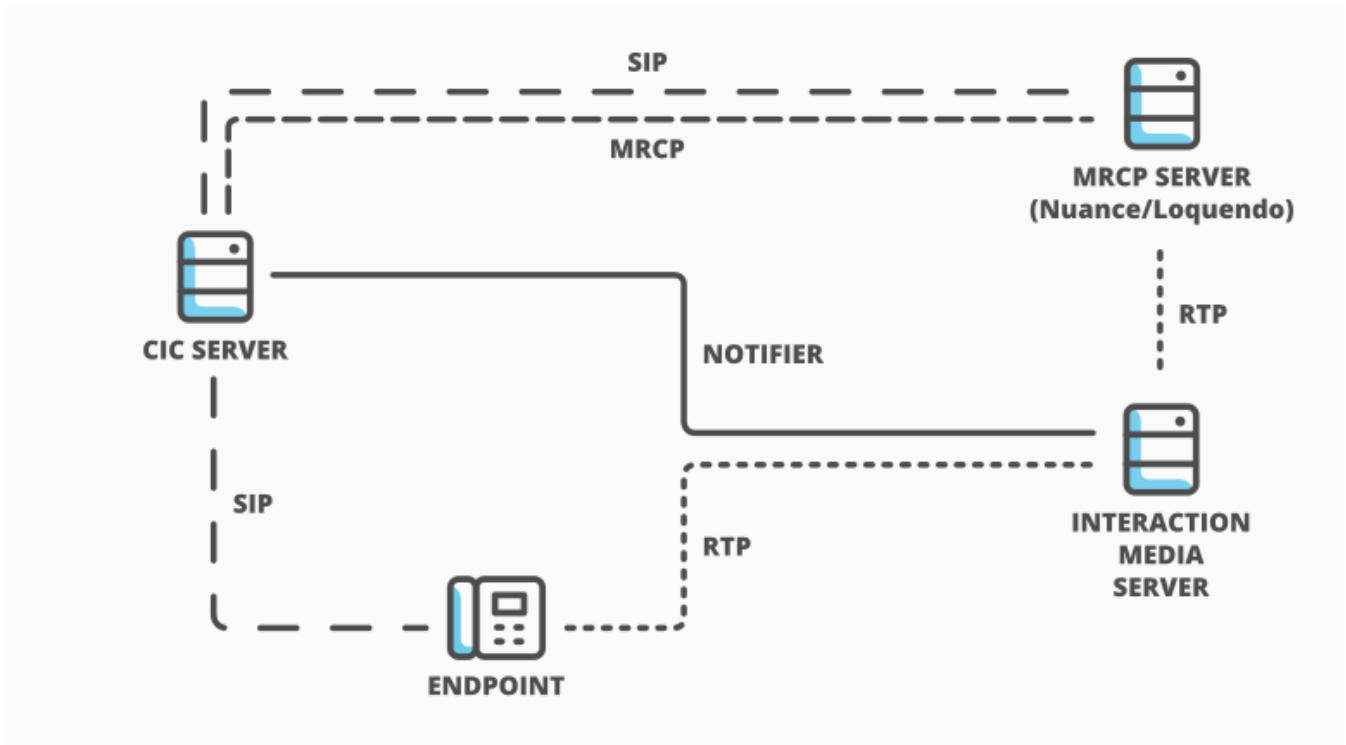 SIP
MRCP
MRCP SERVER
(Nuance/Loquendo)
RTP
CIC SERVER
NOTIFIER
SIP
RTP
INTERACTION
MEDIA
SERVER
ENDPOINT